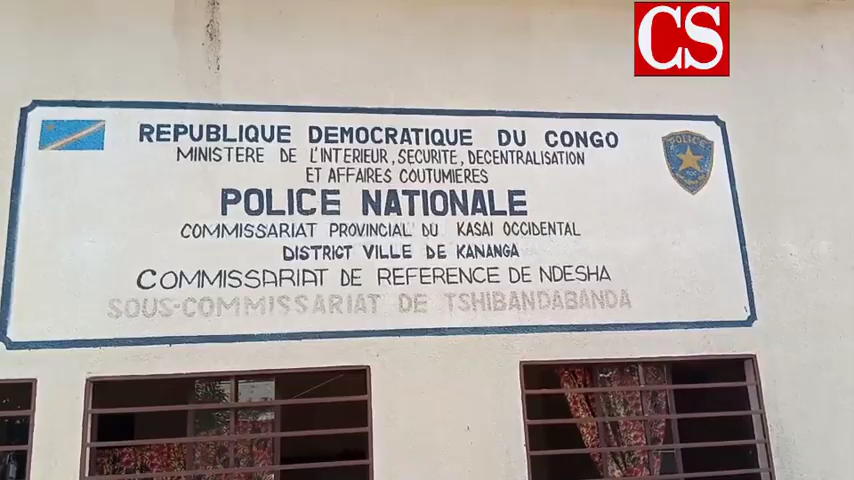 CS
REPUBLIQUE DEMOCRATIQUE DU CONGO
MINISTERE DE L'INTERIEUR, SECURITE, DECENTRALISATION
ET AFFAIRES COUTUMIERES
POLICE
POLICE NATIONALE
COMMISSARIAT PROVINCIAL DU KASAI OCCIDENTAL
DISTRICT VILLE DE KANANGA
COMMISSARIAT DE REFERENCE DE NDESHA
SOUS-COMMISSARIAT DE TSHIBANDABANDA